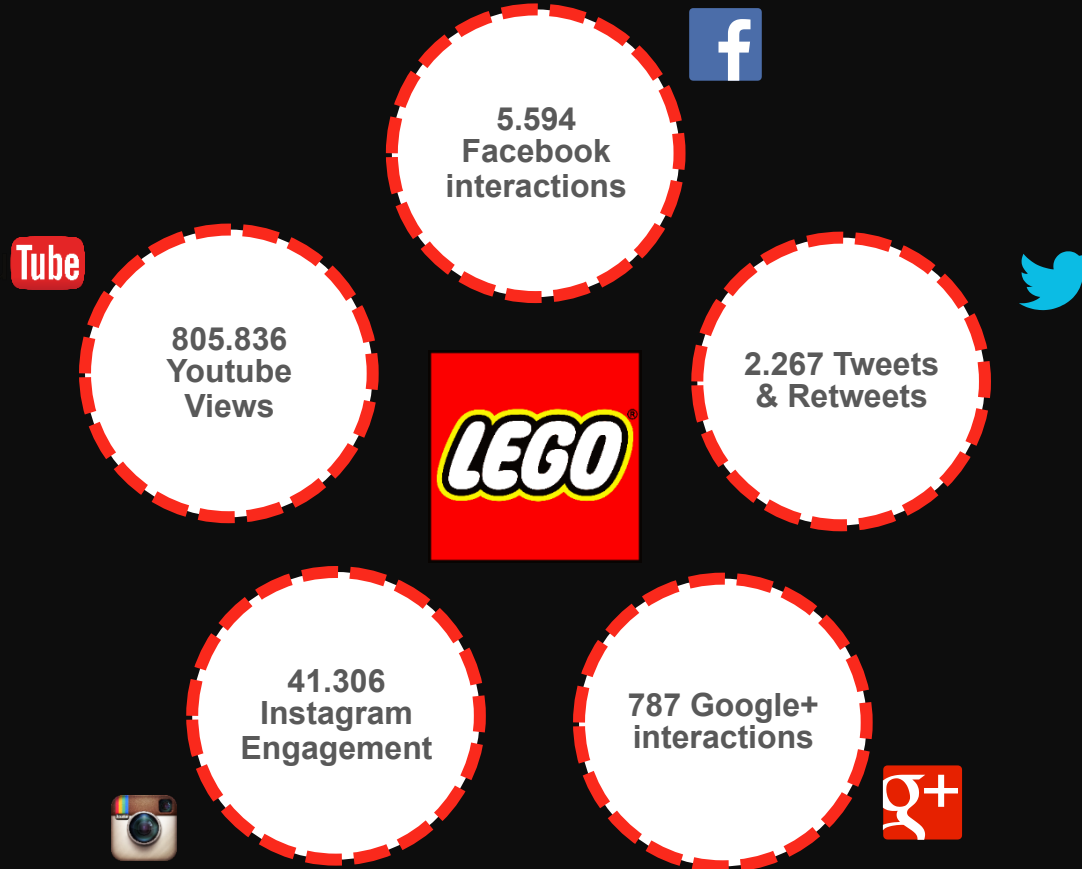 5.594
Facebook
interactions
Tube
805.836
Youtube
Views
2.267 Tweets
& Retweets
LEGO®
41.306
Instagram
Engagement
787 Google+
interactions
f
g+